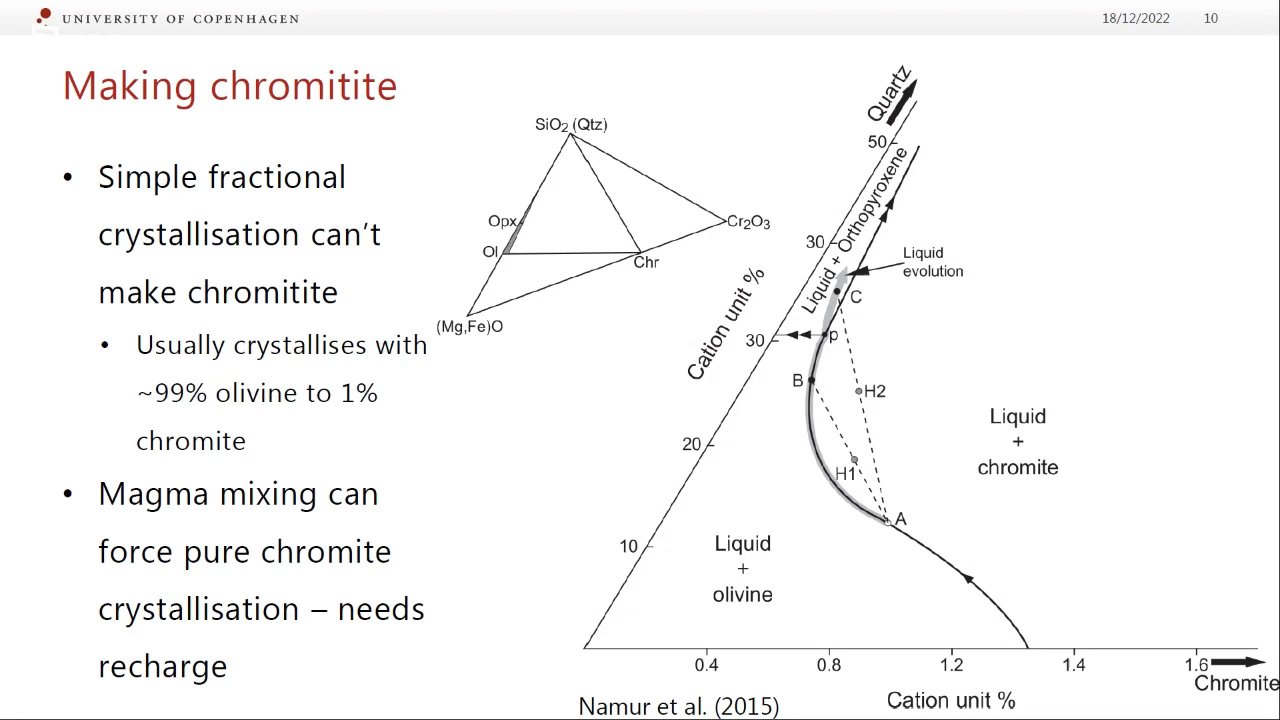 UNIVERSITY OF COPENHAGEN
18/12/2022
10
Making chromitite
• Simple fractional
crystallisation can't
make chromitite
• Usually crystallises with
~99% olivine to 1%
chromite
• Magma mixing can
force pure chromite
crystallisation – needs
recharge
SiO2 (Qtz)
Opx
Ol
Cr2O3
Chr
(Mg,Fe)O
Quartz
50
Liquid + Orthopyroxene
30
Liquid
evolution
C
Cation unit %
30
p
B
H2
Liquid
+
chromite
20
H1
A
10
Liquid
+
olivine
0.4
0.8
1.2
1.4
1.6
Chromite
Cation unit %
Namur et al. (2015)